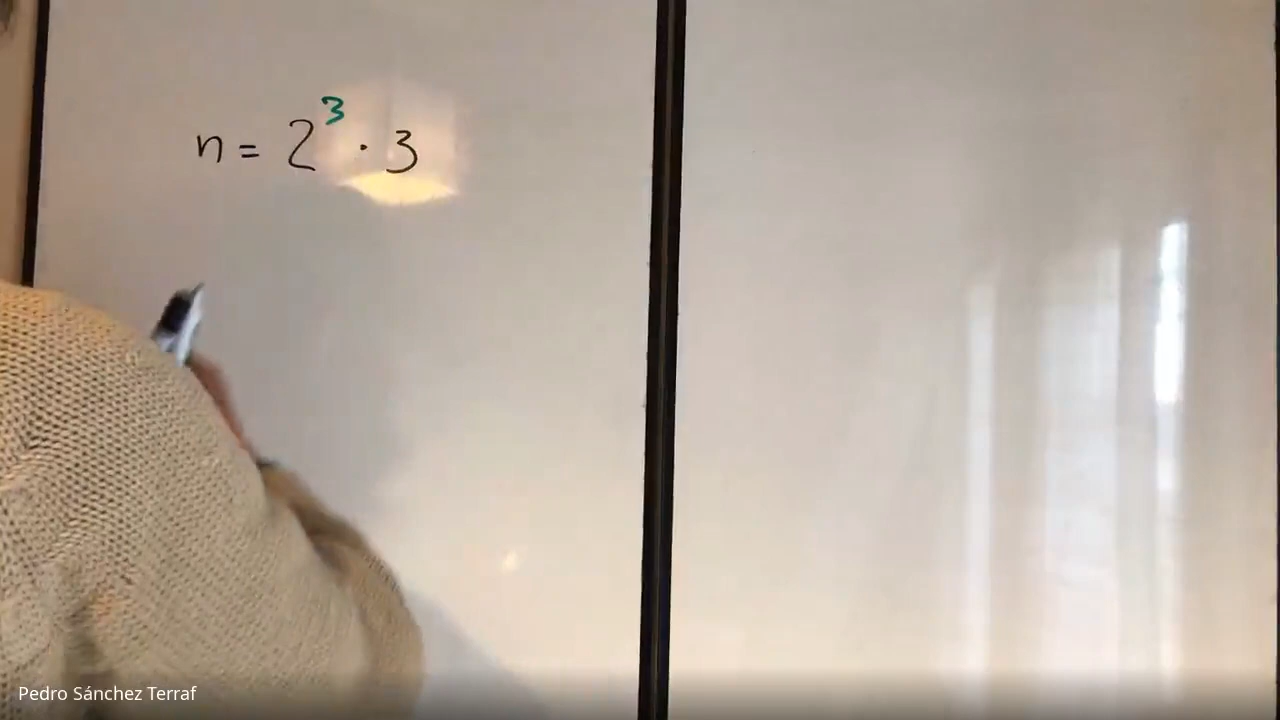 n = 2³ · 3
Pedro Sánchez Terraf